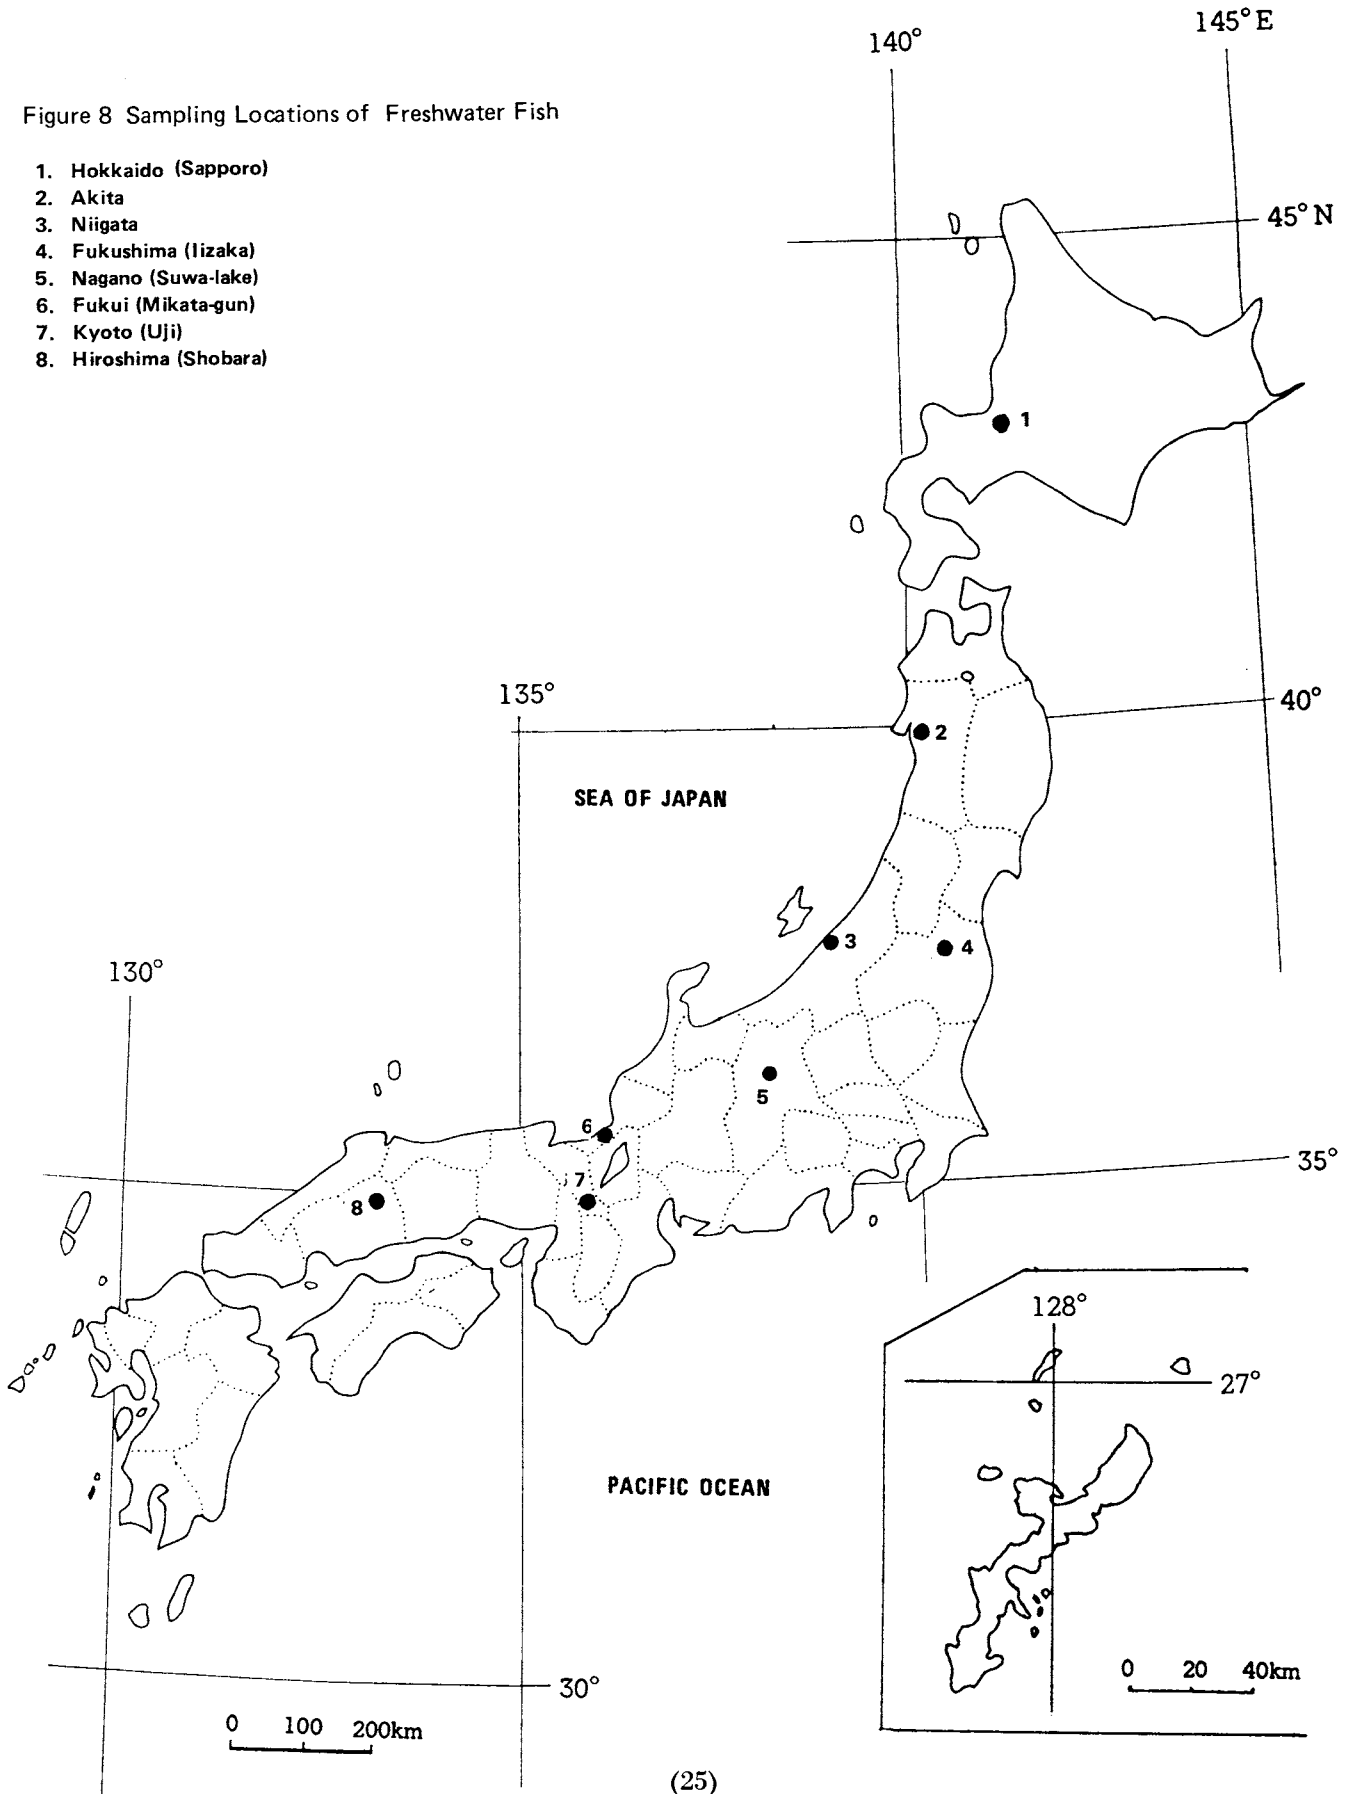 145°E
140°
Figure 8 Sampling Locations of Freshwater Fish
1. Hokkaido (Sapporo)
2. Akita
3. Niigata
4. Fukushima (Iizaka)
5. Nagano (Suwa-lake)
6. Fukui (Mikata-gun)
7. Kyoto (Uji)
8. Hiroshima (Shobara)
45°N
1
135°
40°
2
SEA OF JAPAN
3
4
130°
5
6
35°
7
8
128°
27°
PACIFIC OCEAN
0 20 40km
30°
0 100 200km
(25)